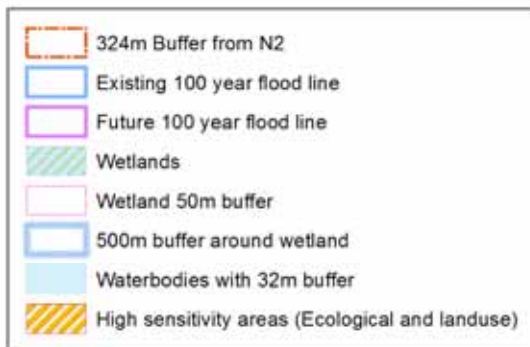 324m Buffer from N2
Existing 100 year flood line
Future 100 year flood line
Wetlands
Wetland 50m buffer
500m buffer around wetland
Waterbodies with 32m buffer
High sensitivity areas (Ecological and landuse)